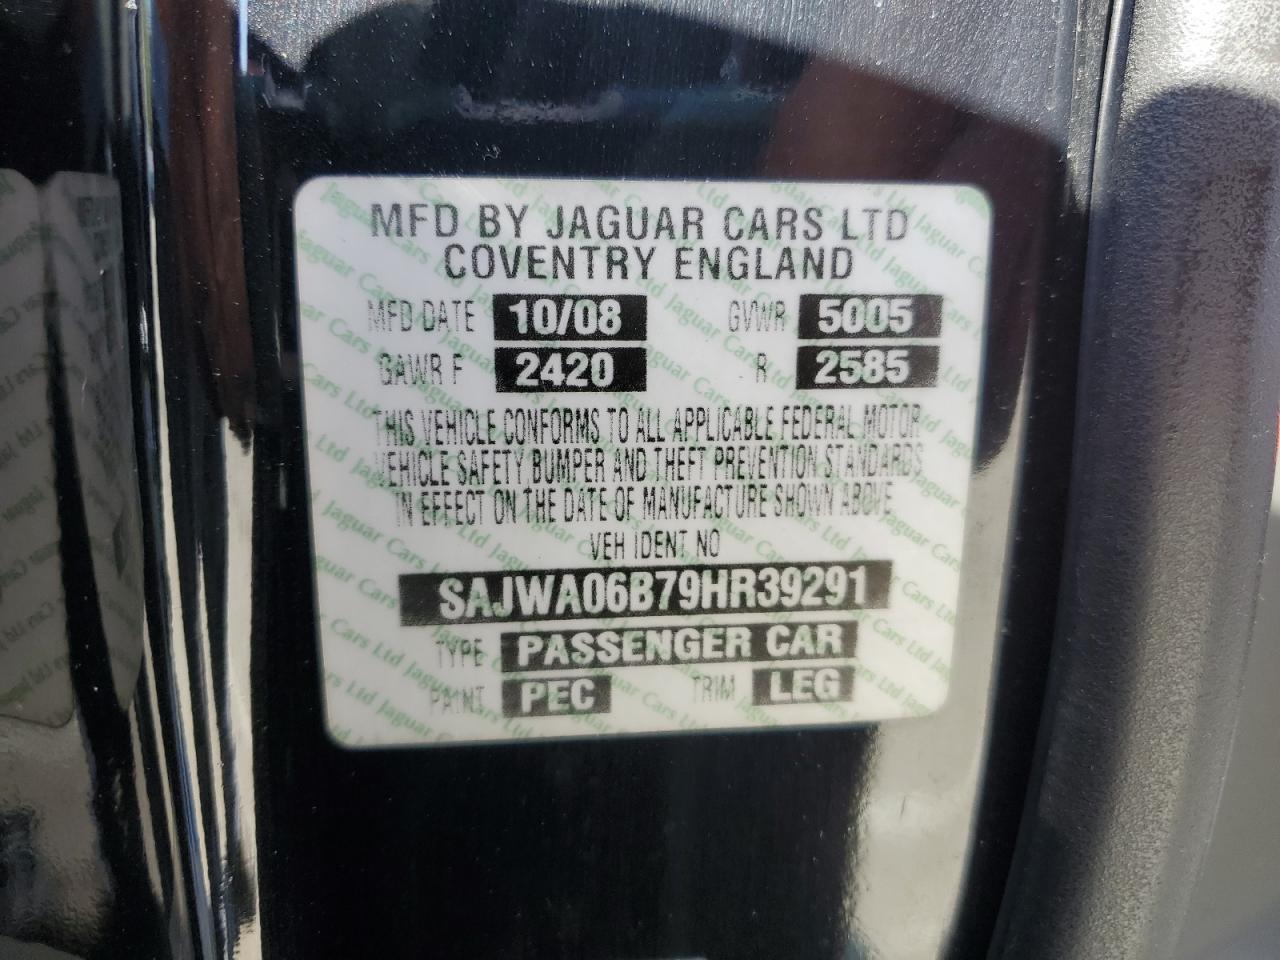 MFD BY JAGUAR CARS LTD
COVENTRY ENGLAND
MFD DATE 10/08 GVWR 5005
GAWR F 2420 R 2585
THIS VEHICLE CONFORMS TO ALL APPLICABLE FEDERAL MOTOR
VEHICLE SAFETY BUMPER AND THEFT PREVENTION STANDARDS
IN EFFECT ON THE DATE OF MANUFACTURE SHOWN ABOVE
VEH IDENT NO
SAJWA06B79HR39291
TYPE PASSENGER CAR
PAINT PEC TRIM LEG